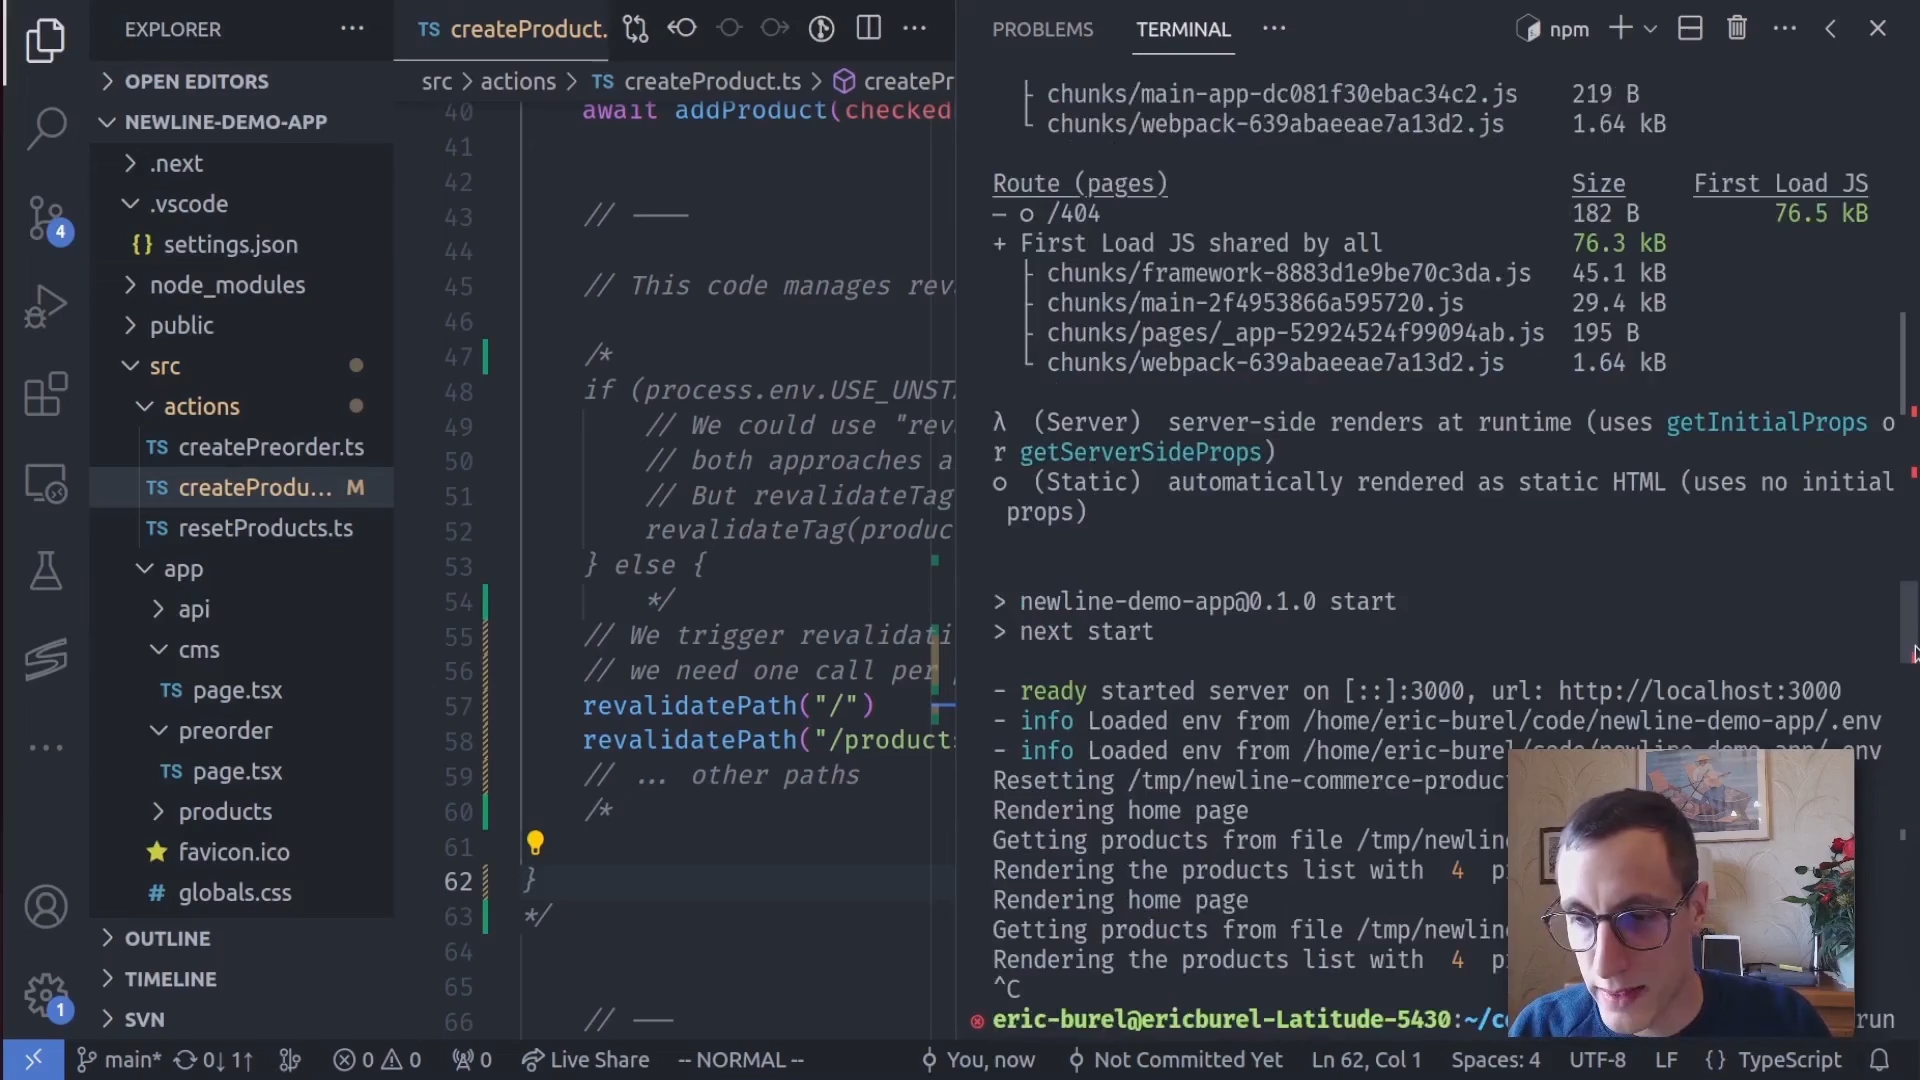 EXPLORER
OPEN EDITORS
NEWLINE-DEMO-APP
.next
.vscode
{} settings.json
node_modules
public
src
actions
TS createPreorder.ts
TS createProdu... M
TS resetProducts.ts
app
api
cms
TS page.tsx
preorder
TS page.tsx
products
favicon.ico
# globals.css
OUTLINE
TIMELINE
SVN
4
1
TS createProduct.
src > actions > TS createProduct.ts > createPr
40 await addProduct(checked
41
42
43 // ——
44
45 // This code manages rev
46
47 /*
48 if (process.env.USE_UNST
49 // We could use "rev
50 // both approaches a
51 // But revalidateTag
52 revalidateTag(produc
53 } else {
54 */
55 // We trigger revalidati
56 // we need one call per
57 revalidatePath("/")
58 revalidatePath("/products
59 // ... other paths
60 /*
61
62 }
63 */
64
65
66 // ——
PROBLEMS TERMINAL npm
├ chunks/main-app-dc081f30ebac34c2.js 219 B
└ chunks/webpack-639abaeeae7a13d2.js 1.64 kB
Route (pages) Size First Load JS
─ ○ /404 182 B 76.5 kB
+ First Load JS shared by all 76.3 kB
├ chunks/framework-8883d1e9be70c3da.js 45.1 kB
├ chunks/main-2f4953866a595720.js 29.4 kB
├ chunks/pages/_app-52924524f99094ab.js 195 B
└ chunks/webpack-639abaeeae7a13d2.js 1.64 kB
λ (Server) server-side renders at runtime (uses getInitialProps o
r getServerSideProps)
○ (Static) automatically rendered as static HTML (uses no initial
props)
> newline-demo-app@0.1.0 start
> next start
- ready started server on [::]:3000, url: http://localhost:3000
- info Loaded env from /home/eric-burel/code/newline-demo-app/.env
- info Loaded env from /home/eric-burel/code/newline-demo-app/.env
Resetting /tmp/newline-commerce-produc
Rendering home page
Getting products from file /tmp/newlin
Rendering the products list with 4 p
Rendering home page
Getting products from file /tmp/newlin
Rendering the products list with 4 p
^C
eric-burel@ericburel-Latitude-5430:~/c run
main* 0↓ 1↑ 0 0 0 Live Share -- NORMAL -- You, now Not Committed Yet Ln 62, Col 1 Spaces: 4 UTF-8 LF {} TypeScript